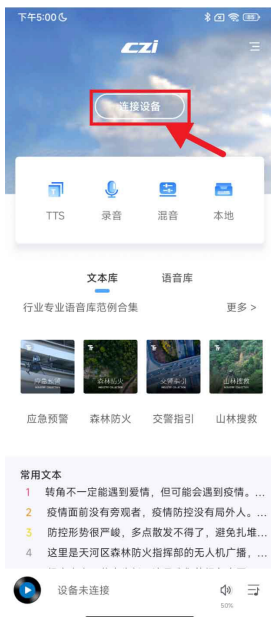 下午5:00
CZI
连接设备
TTS 录音 混音 本地
文本库 语音库
行业专业语音库范例合集 更多 >
应急预警 森林防火 交警指引 山林搜救
应急预警 森林防火 交警指引 山林搜救
常用文本
1 转角不一定能遇到爱情，但可能会遇到疫情。...
2 疫情面前没有旁观者，疫情防控没有局外人。...
3 防控形势很严峻，多点散发不得了，避免扎堆...
4 这里是天河区森林防火指挥部的无人机广播，...
设备未连接
50%